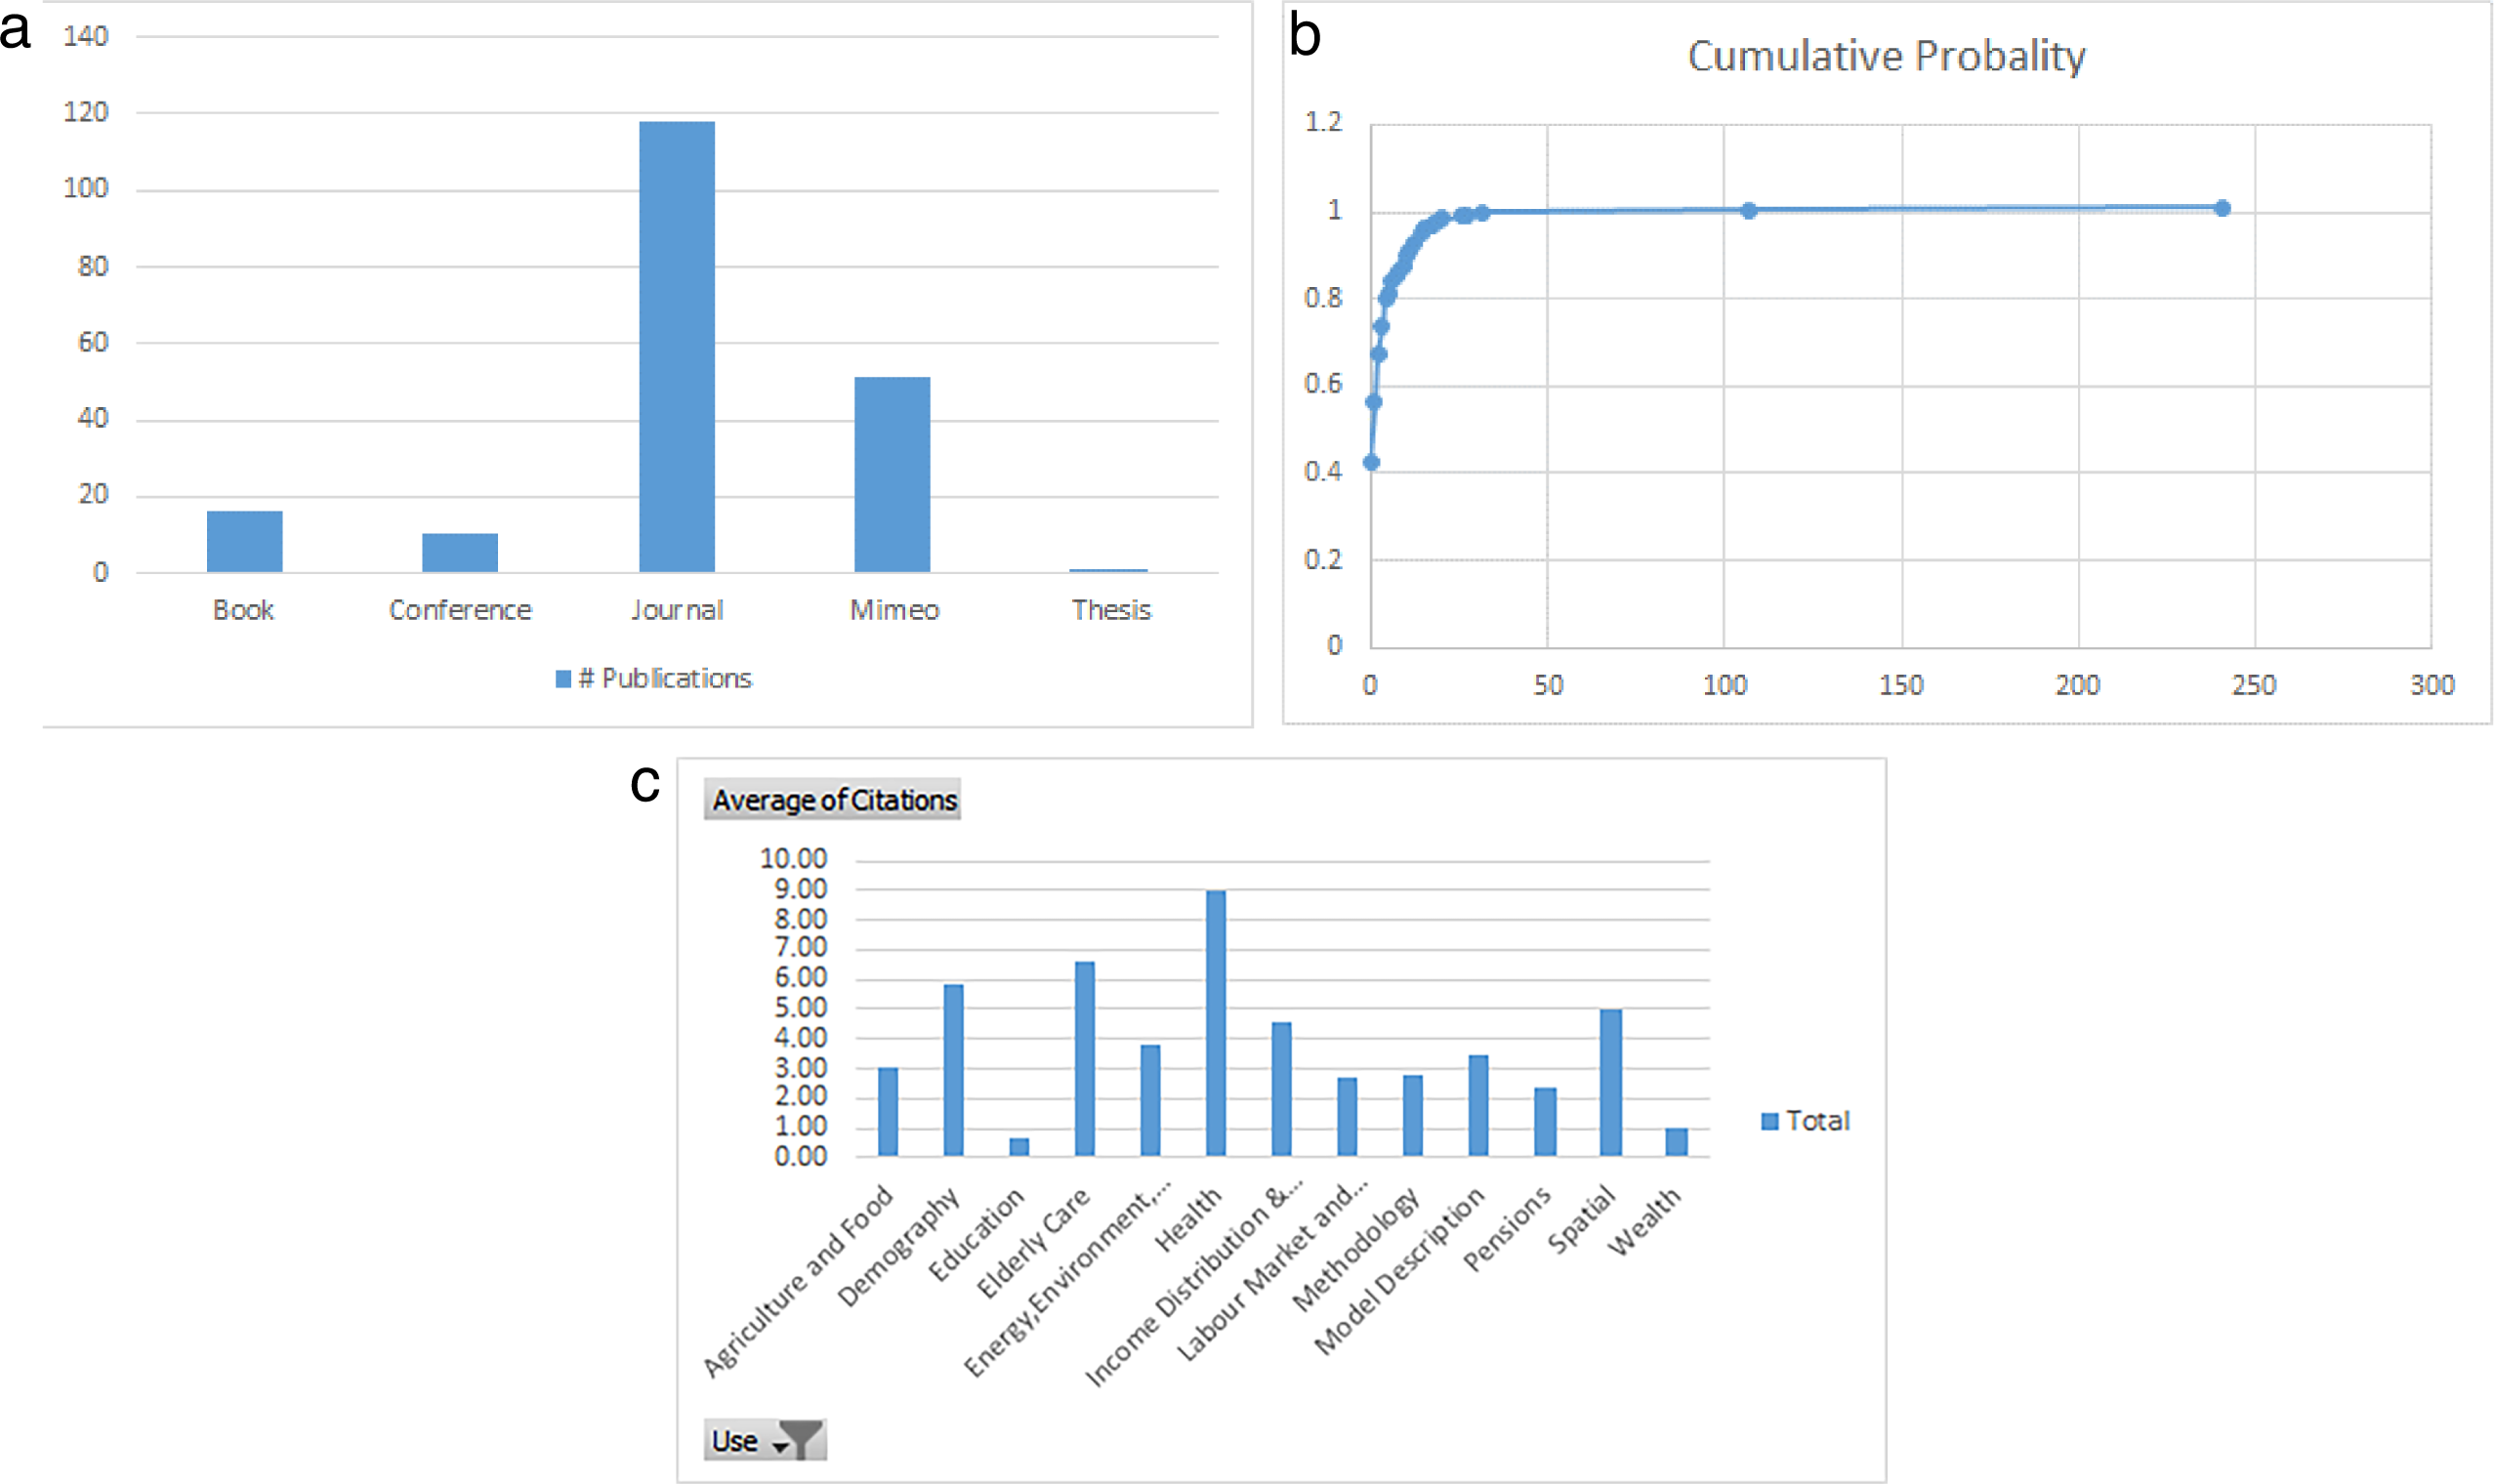 a
140
120
100
80
60
40
20
0
Book Conference Journal Mimeo Thesis
# Publications
b
Cumulative Probality
1.2
1
0.8
0.6
0.4
0.2
0
0 50 100 150 200 250 300
c
Average of Citations
10.00
9.00
8.00
7.00
6.00
5.00
4.00
3.00
2.00
1.00
0.00
Agriculture and Food
Demography
Education
Elderly Care
Energy,Environment,...
Health
Income Distribution &...
Labour Market and...
Methodology
Model Description
Pensions
Spatial
Wealth
Total
Use